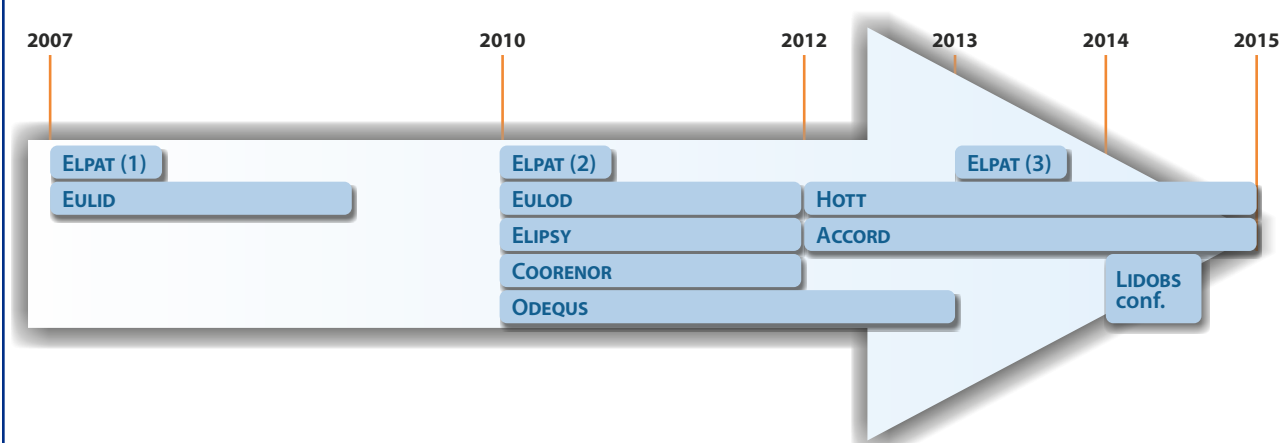 2007 2010 2012 2013 2014 2015
ELPAT (1) ELPAT (2) ELPAT (3)
EULID EULOD HOTT
ELIPSY ACCORD
COORENOR
LIDOBS
conf.
ODEQUS